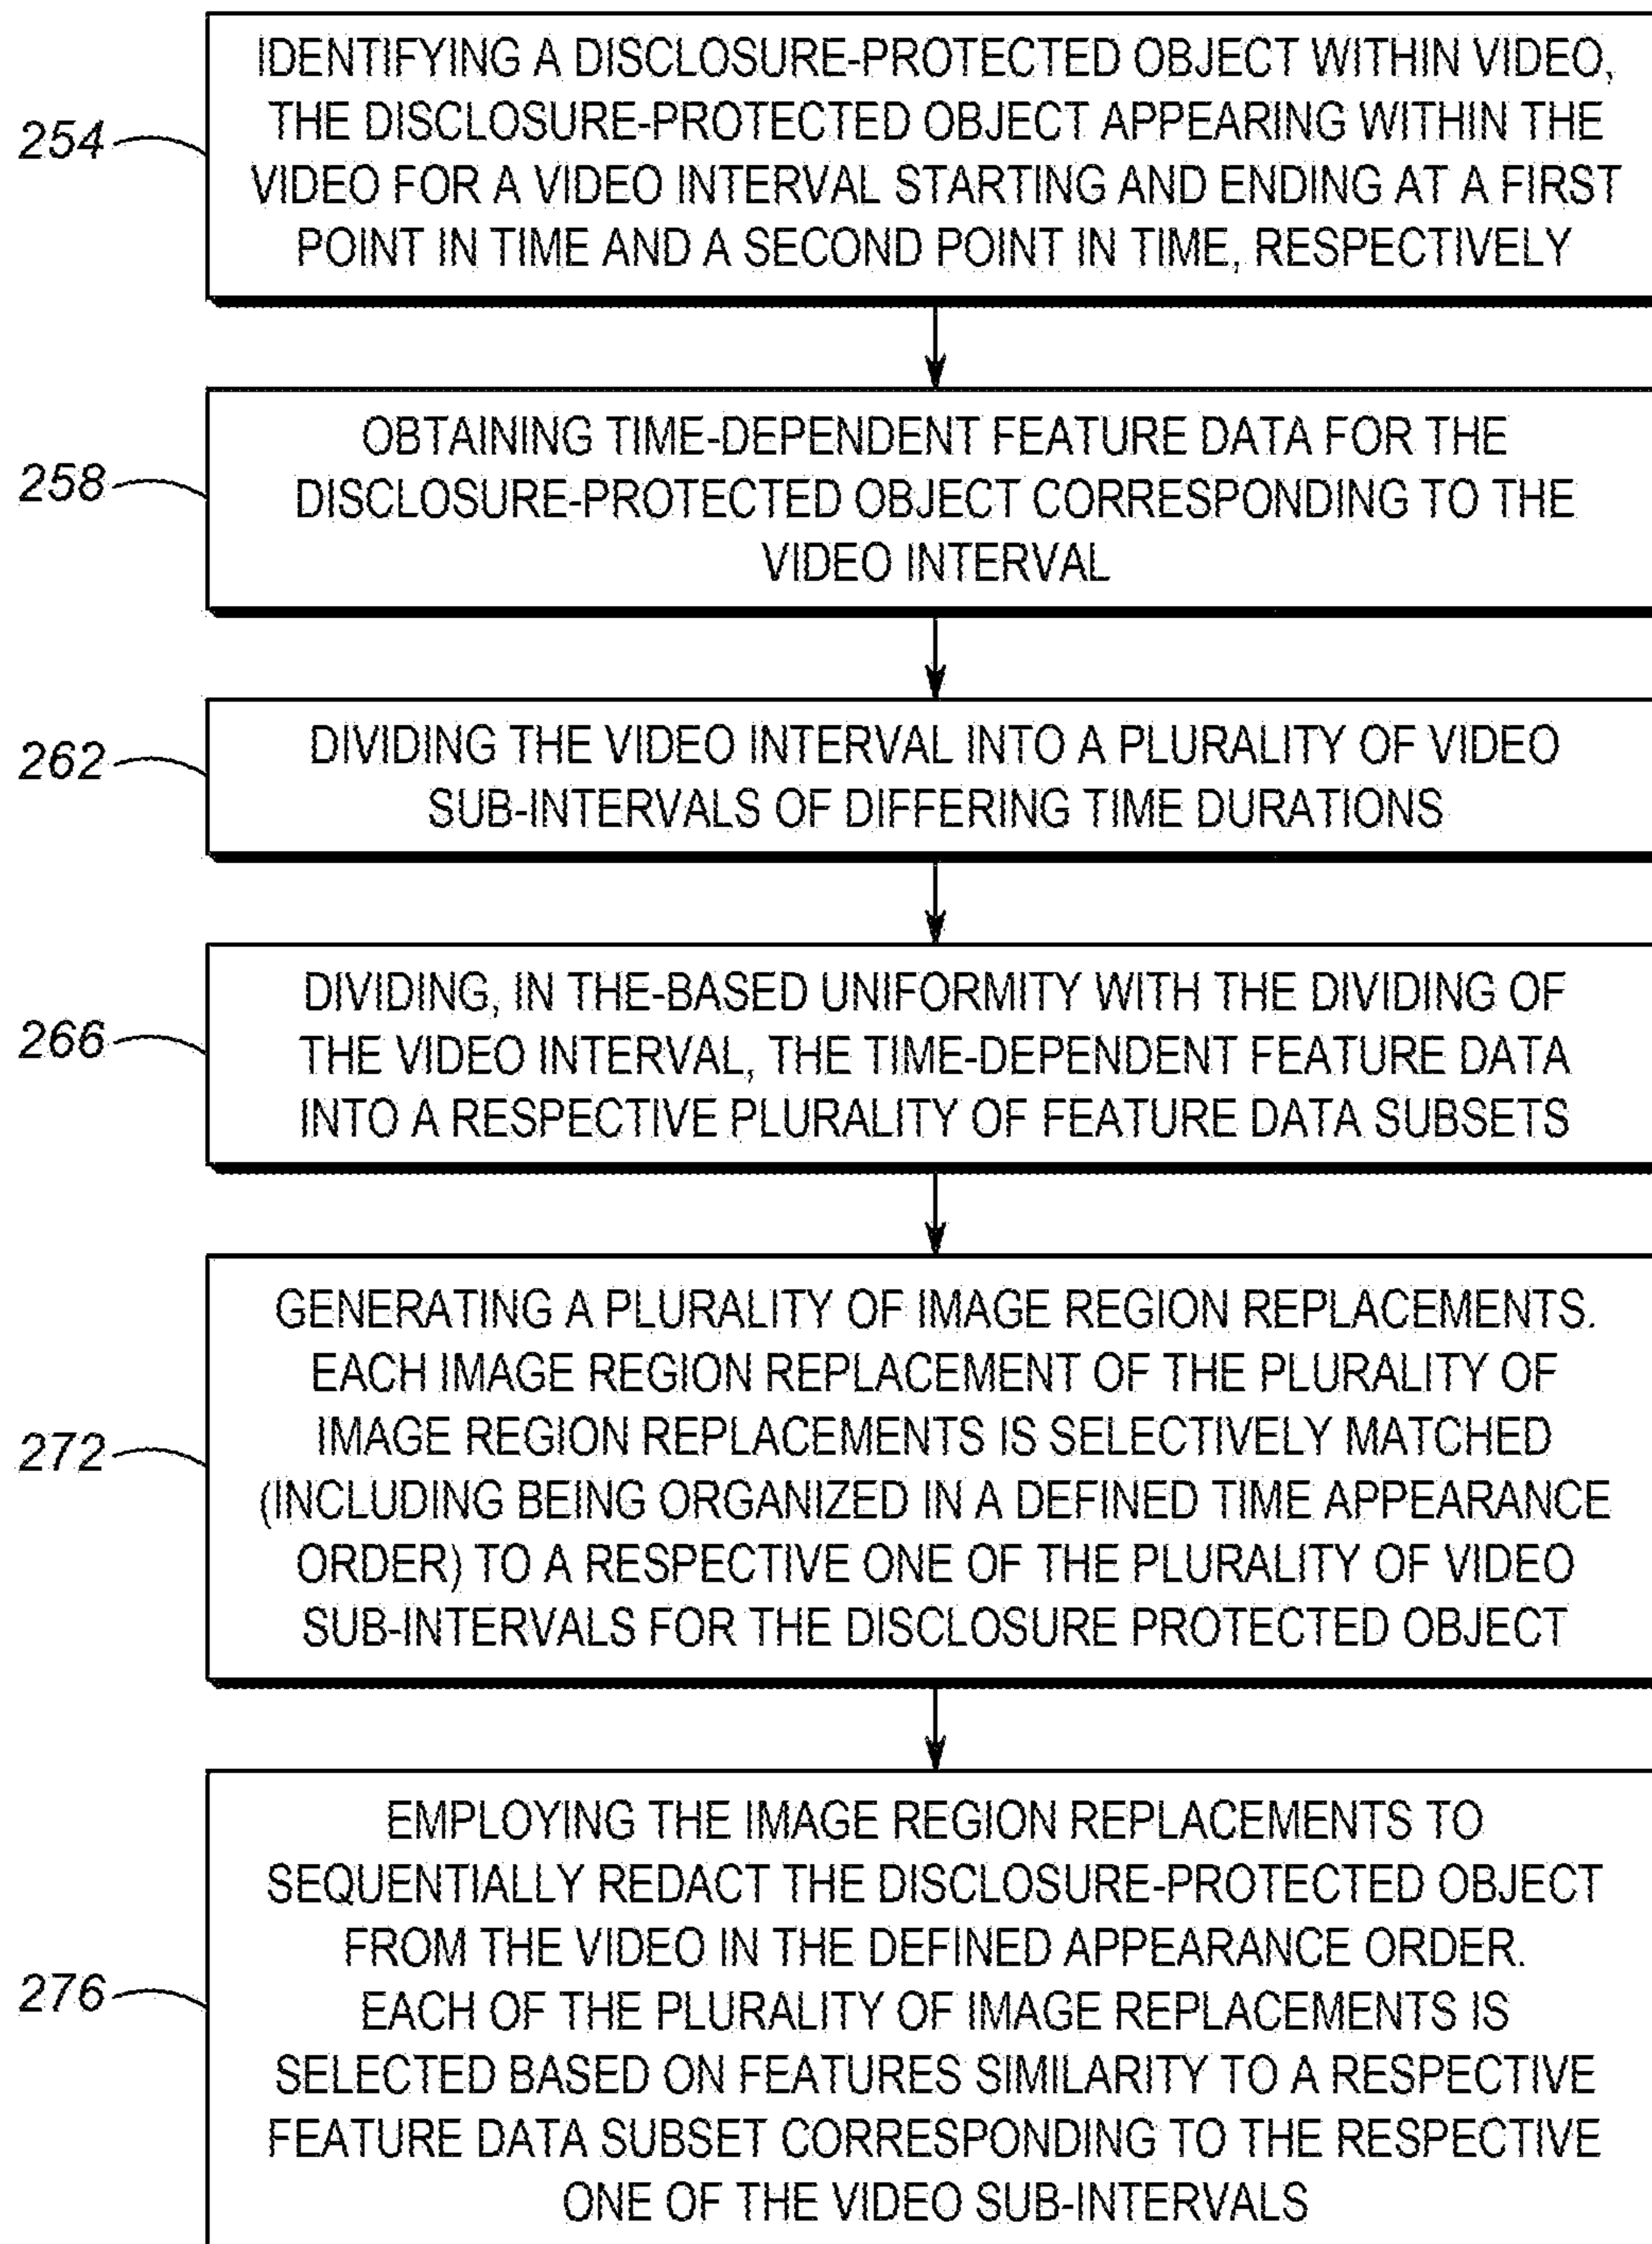 IDENTIFYING A DISCLOSURE-PROTECTED OBJECT WITHIN VIDEO,
THE DISCLOSURE-PROTECTED OBJECT APPEARING WITHIN THE
254
VIDEO FOR A VIDEO INTERVAL STARTING AND ENDING AT A FIRST
POINT IN TIME AND A SECOND POINT IN TIME, RESPECTIVELY
OBTAINING TIME-DEPENDENT FEATURE DATA FOR THE
258
DISCLOSURE-PROTECTED OBJECT CORRESPONDING TO THE
VIDEO INTERVAL
262
DIVIDING THE VIDEO INTERVAL INTO A PLURALITY OF VIDEO
SUB-INTERVALS OF DIFFERING TIME DURATIONS
DIVIDING, IN THE-BASED UNIFORMITY WITH THE DIVIDING OF
266
THE VIDEO INTERVAL, THE TIME-DEPENDENT FEATURE DATA
INTO A RESPECTIVE PLURALITY OF FEATURE DATA SUBSETS
GENERATING A PLURALITY OF IMAGE REGION REPLACEMENTS.
EACH IMAGE REGION REPLACEMENT OF THE PLURALITY OF
272
IMAGE REGION REPLACEMENTS IS SELECTIVELY MATCHED
(INCLUDING BEING ORGANIZED IN A DEFINED TIME APPEARANCE
ORDER) TO A RESPECTIVE ONE OF THE PLURALITY OF VIDEO
SUB-INTERVALS FOR THE DISCLOSURE PROTECTED OBJECT
EMPLOYING THE IMAGE REGION REPLACEMENTS TO
SEQUENTIALLY REDACT THE DISCLOSURE-PROTECTED OBJECT
FROM THE VIDEO IN THE DEFINED APPEARANCE ORDER.
276
EACH OF THE PLURALITY OF IMAGE REPLACEMENTS IS
SELECTED BASED ON FEATURES SIMILARITY TO A RESPECTIVE
FEATURE DATA SUBSET CORRESPONDING TO THE RESPECTIVE
ONE OF THE VIDEO SUB-INTERVALS